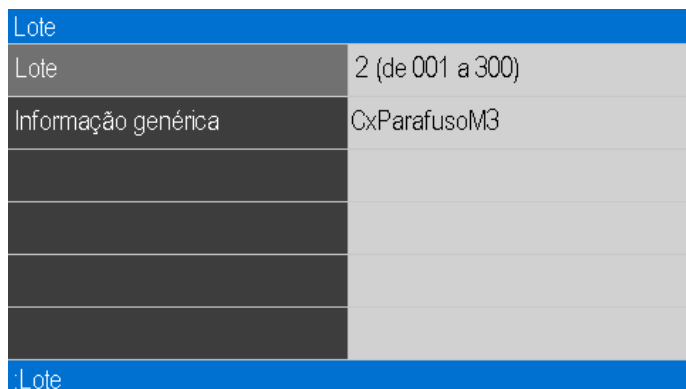 Lote
Lote 2 (de 001 a 300)
Informação genérica CxParafusoM3
:Lote